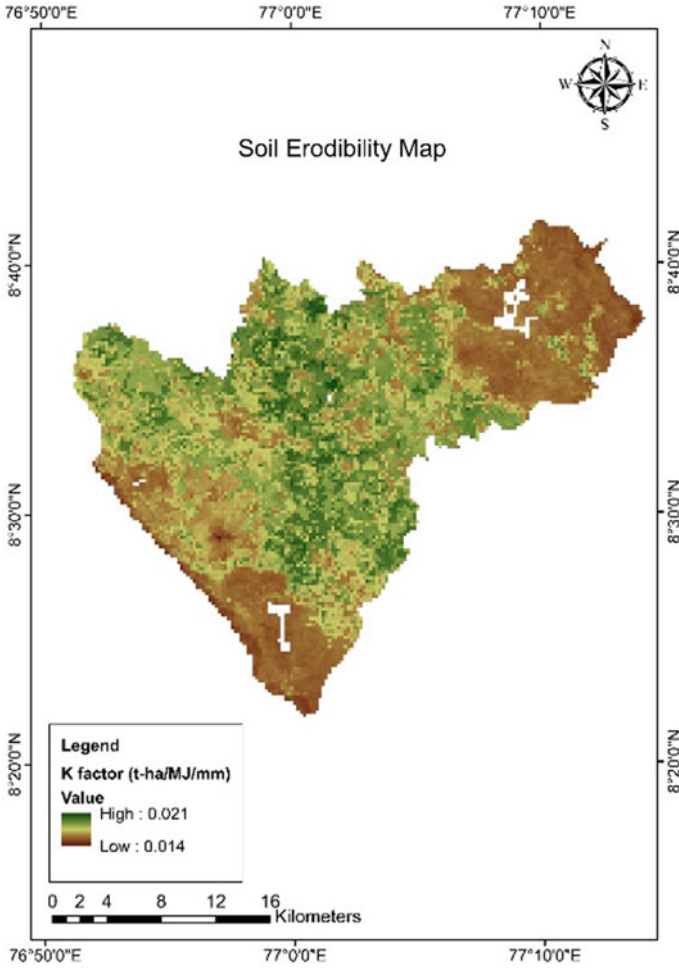 76°50'0"E 77°0'0"E 77°10'0"E
N
W E
S
Soil Erodibility Map
8°40'0"N 8°40'0"N
8°30'0"N 8°30'0"N
8°20'0"N 8°20'0"N
Legend
K factor (t-ha/MJ/mm)
Value
High : 0.021
Low : 0.014
0 2 4 8 12 16
Kilometers
76°50'0"E 77°0'0"E 77°10'0"E